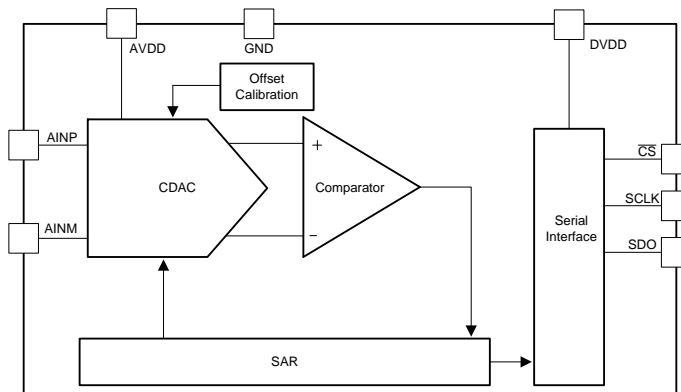 AVDD
GND
DVDD
Offset
Calibration
AINP
CDAC
+
Comparator
AINM
−
Serial
Interface
CS
SCLK
SDO
SAR